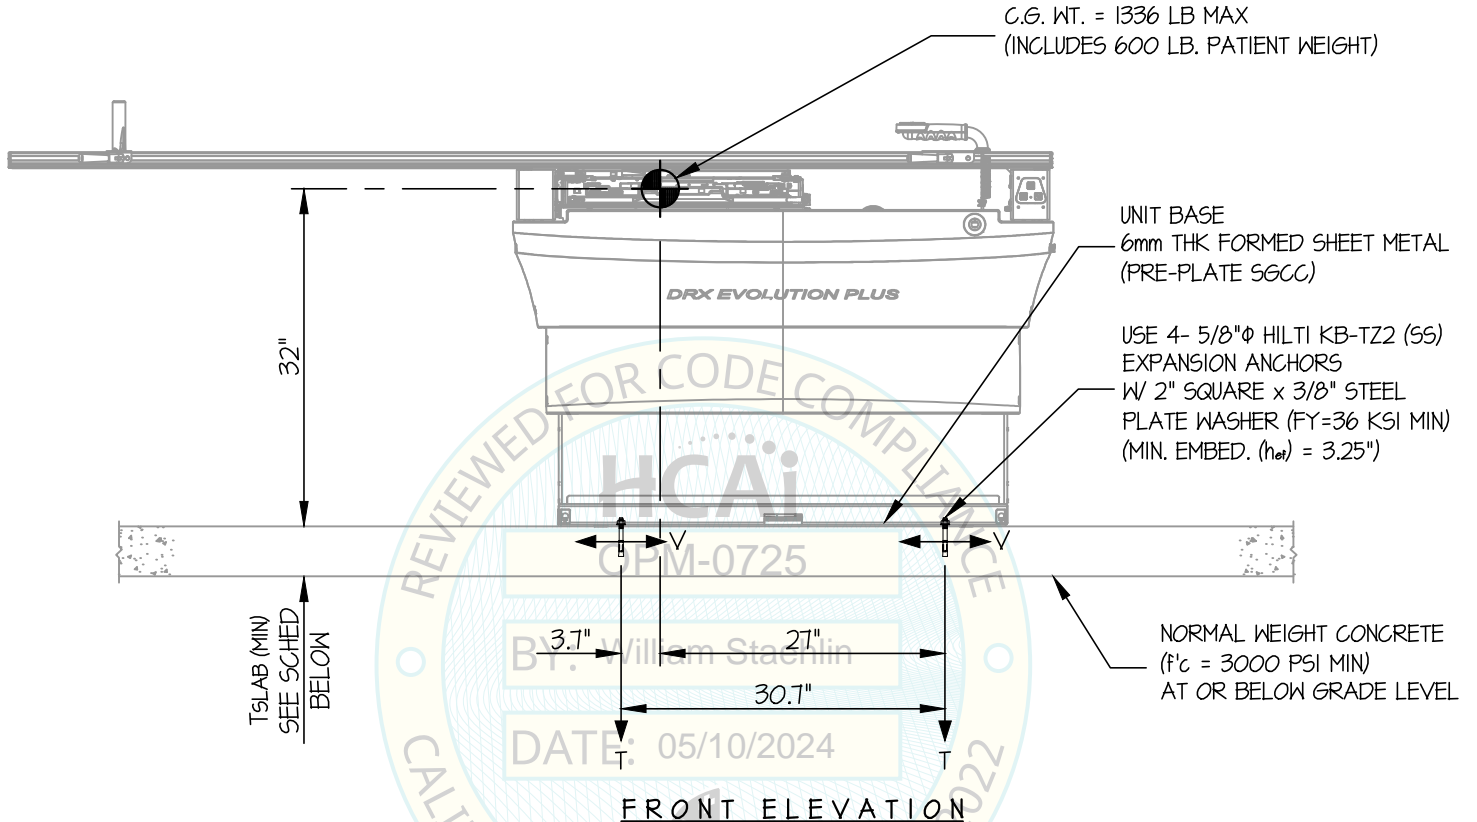 C.G. WT. = 1336 LB MAX
(INCLUDES 600 LB. PATIENT WEIGHT)
UNIT BASE
6mm THK FORMED SHEET METAL
(PRE-PLATE SGCC)
DRX EVOLUTION PLUS
USE 4- 5/8"Φ HILTI KB-TZ2 (SS)
EXPANSION ANCHORS
W/ 2" SQUARE x 3/8" STEEL
PLATE WASHER (FY=36 KSI MIN)
(MIN. EMBED. (hef) = 3.25")
32"
REVIEWED FOR CODE COMPLIANCE
HCAi
V
V
OPM-0725
TSLAB (MIN)
SEE SCHED
BELOW
3.7"
27"
BY: William Staehlin
30.7"
NORMAL WEIGHT CONCRETE
(f'c = 3000 PSI MIN)
AT OR BELOW GRADE LEVEL
T
T
DATE: 05/10/2024
2022
FRONT ELEVATION